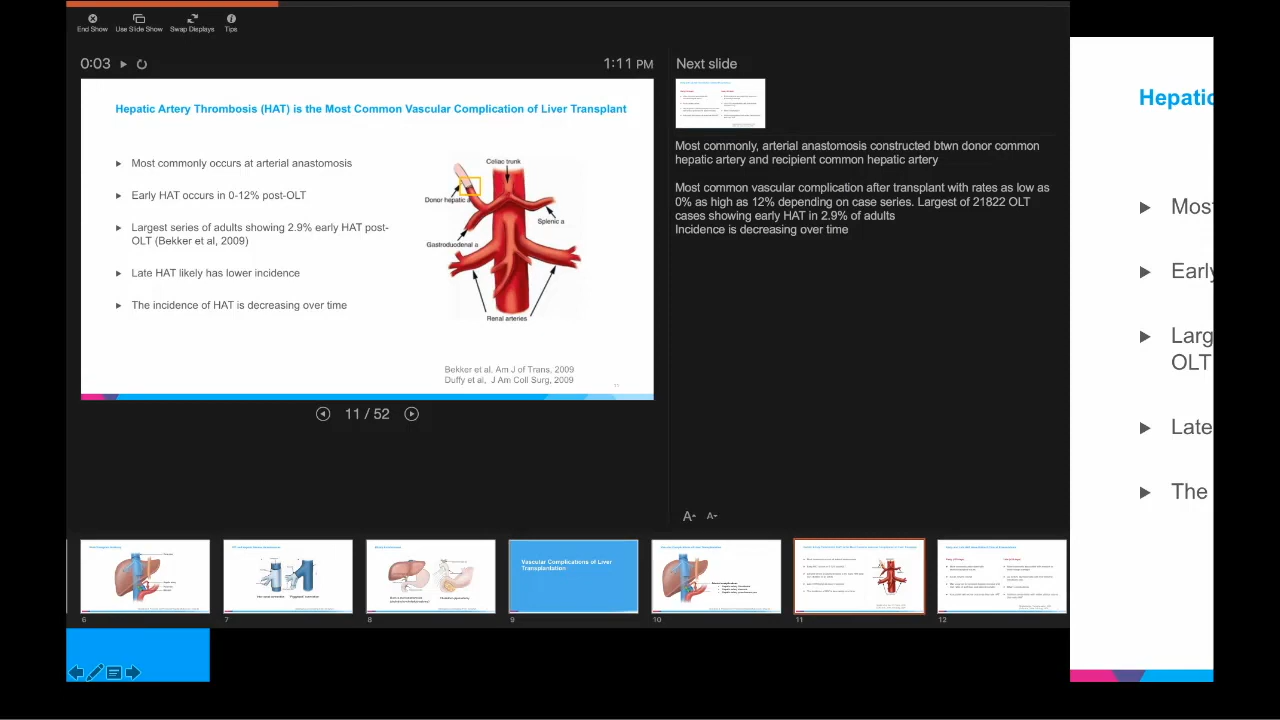 End Show
Use Slide Show
Swap Displays
Tips
0:03
1:11 PM
Next slide
Hepatic Artery Thrombosis (HAT) is the Most Common Vascular Complication of Liver Transplant
Most commonly occurs at arterial anastomosis
Early HAT occurs in 0-12% post-OLT
Largest series of adults showing 2.9% early HAT post-
OLT (Bekker et al, 2009)
Late HAT likely has lower incidence
The incidence of HAT is decreasing over time
Celiac trunk
Donor hepatic a
Splenic a
Gastroduodenal a
Renal arteries
Bekker et al, Am J of Trans, 2009
Duffy et al, J Am Coll Surg, 2009
11 / 52
Most commonly, arterial anastomosis constructed btwn donor common
hepatic artery and recipient common hepatic artery
Most common vascular complication after transplant with rates as low as
0% as high as 12% depending on case series. Largest of 21822 OLT
cases showing early HAT in 2.9% of adults
Incidence is decreasing over time
A
A
Vascular Complications of Liver
Transplantation
6
7
8
9
10
11
12
Hepatic
Most
Early
Larg
OLT
Late
The